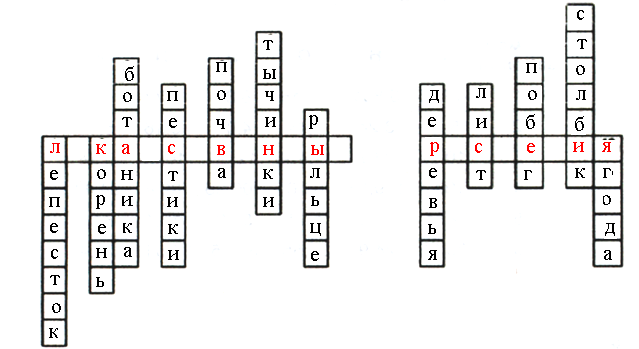 лепесток
корень
ботаника
пестики
почва
тычинки
рыльце
деревья
лист
побег
столбик
ягода